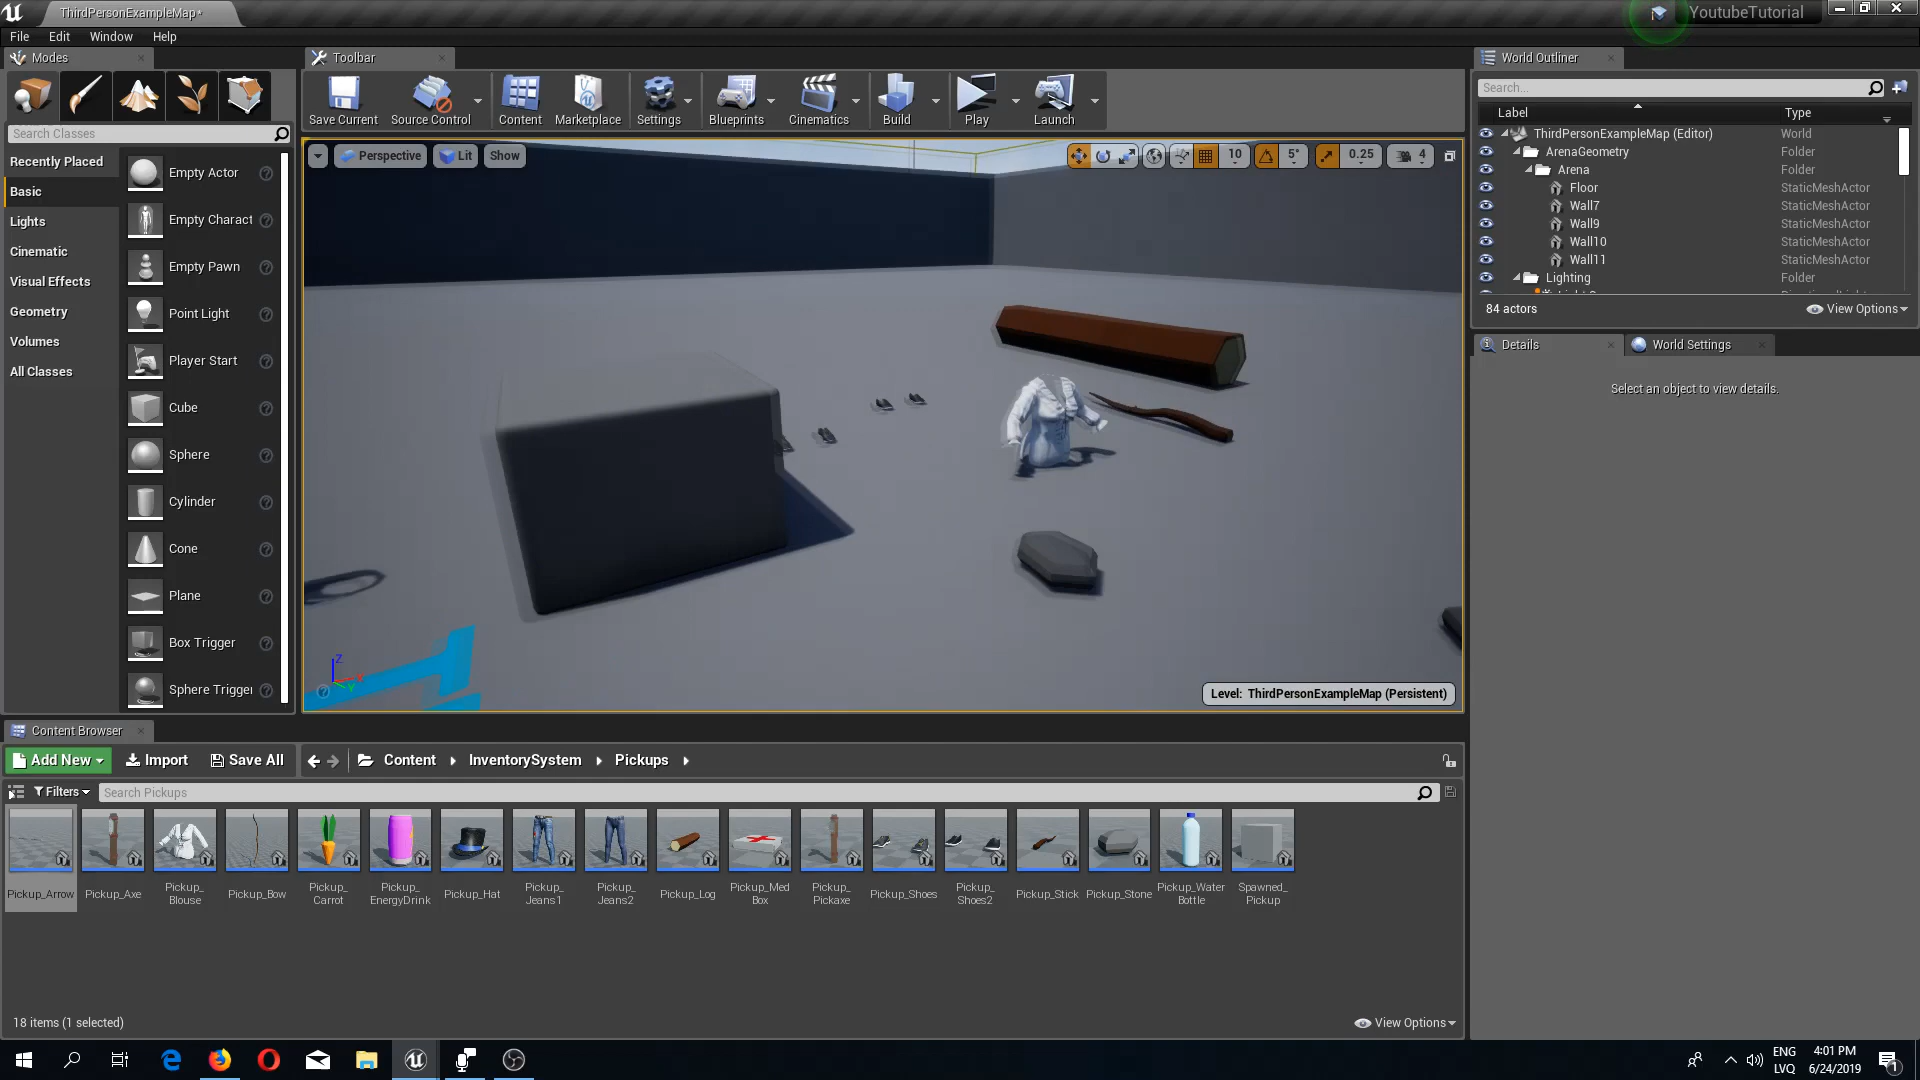 ThirdPersonExampleMap*
YoutubeTutorial
File
Edit
Window
Help
Modes
Toolbar
World Outliner
Save Current
Source Control
Content
Marketplace
Settings
Blueprints
Cinematics
Build
Play
Launch
Search...
Label
Type
Search Classes
ThirdPersonExampleMap (Editor)
World
ArenaGeometry
Folder
Arena
Folder
Floor
StaticMeshActor
Wall7
StaticMeshActor
Wall9
StaticMeshActor
Wall10
StaticMeshActor
Wall11
StaticMeshActor
Lighting
Folder
84 actors
View Options
Recently Placed
Basic
Lights
Cinematic
Visual Effects
Geometry
Volumes
All Classes
Empty Actor
Empty Charact
Empty Pawn
Point Light
Player Start
Cube
Sphere
Cylinder
Cone
Plane
Box Trigger
Sphere Trigger
Perspective
Lit
Show
10
5°
0.25
4
Z
X
Y
Level: ThirdPersonExampleMap (Persistent)
Details
World Settings
Select an object to view details.
Content Browser
Add New
Import
Save All
Content
InventorySystem
Pickups
Filters
Search Pickups
Pickup_Arrow
Pickup_Axe
Pickup_
Blouse
Pickup_Bow
Pickup_
Carrot
Pickup_
EnergyDrink
Pickup_Hat
Pickup_
Jeans1
Pickup_
Jeans2
Pickup_Log
Pickup_Med
Box
Pickup_
Pickaxe
Pickup_Shoes
Pickup_
Shoes2
Pickup_Stick
Pickup_Stone
Pickup_Water
Bottle
Spawned_
Pickup
18 items (1 selected)
View Options
ENG
LVQ
4:01 PM
6/24/2019
1